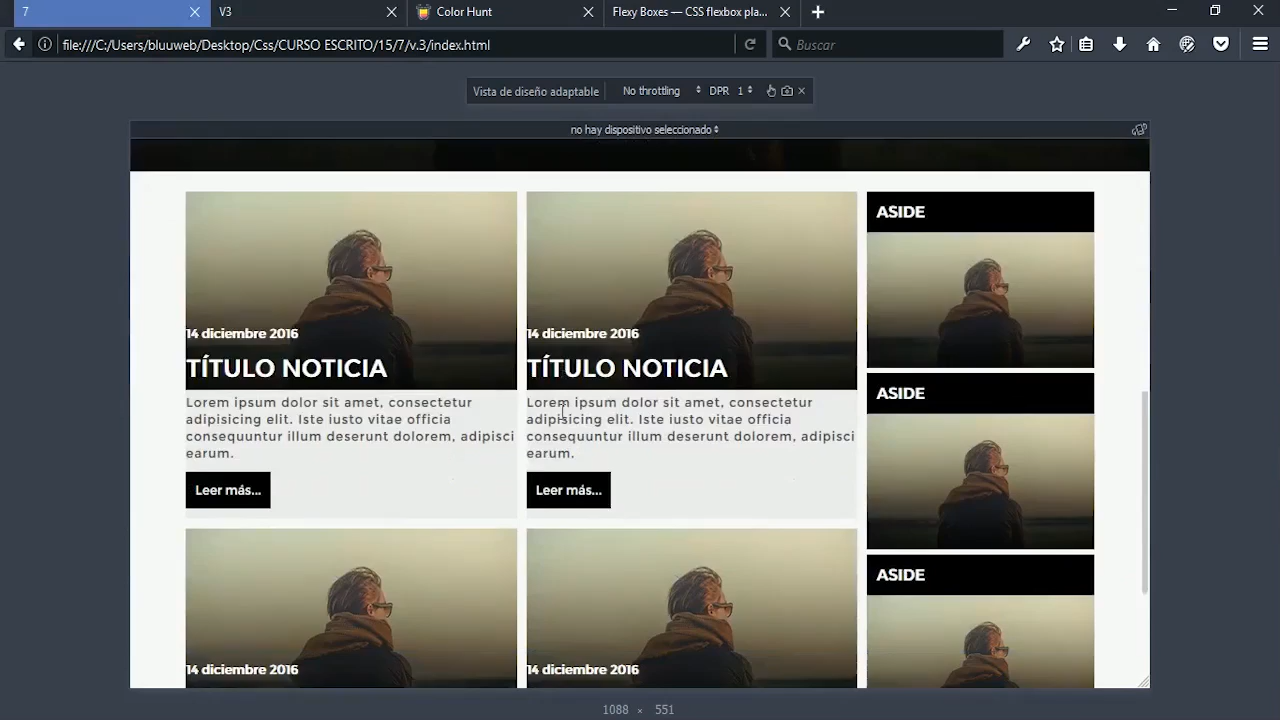 7
V3
Color Hunt
Flexy Boxes — CSS flexbox pla...
file:///C:/Users/bluuweb/Desktop/Css/CURSO ESCRITO/15/7/v.3/index.html
Buscar
Vista de diseño adaptable
No throttling
DPR 1
no hay dispositivo seleccionado
14 diciembre 2016
TÍTULO NOTICIA
Lorem ipsum dolor sit amet, consectetur
adipisicing elit. Iste iusto vitae officia
consequuntur illum deserunt dolorem, adipisci
earum.
Leer más...
14 diciembre 2016
TÍTULO NOTICIA
Lorem ipsum dolor sit amet, consectetur
adipisicing elit. Iste iusto vitae officia
consequuntur illum deserunt dolorem, adipisci
earum.
Leer más...
ASIDE
ASIDE
ASIDE
14 diciembre 2016
14 diciembre 2016
1088 × 551